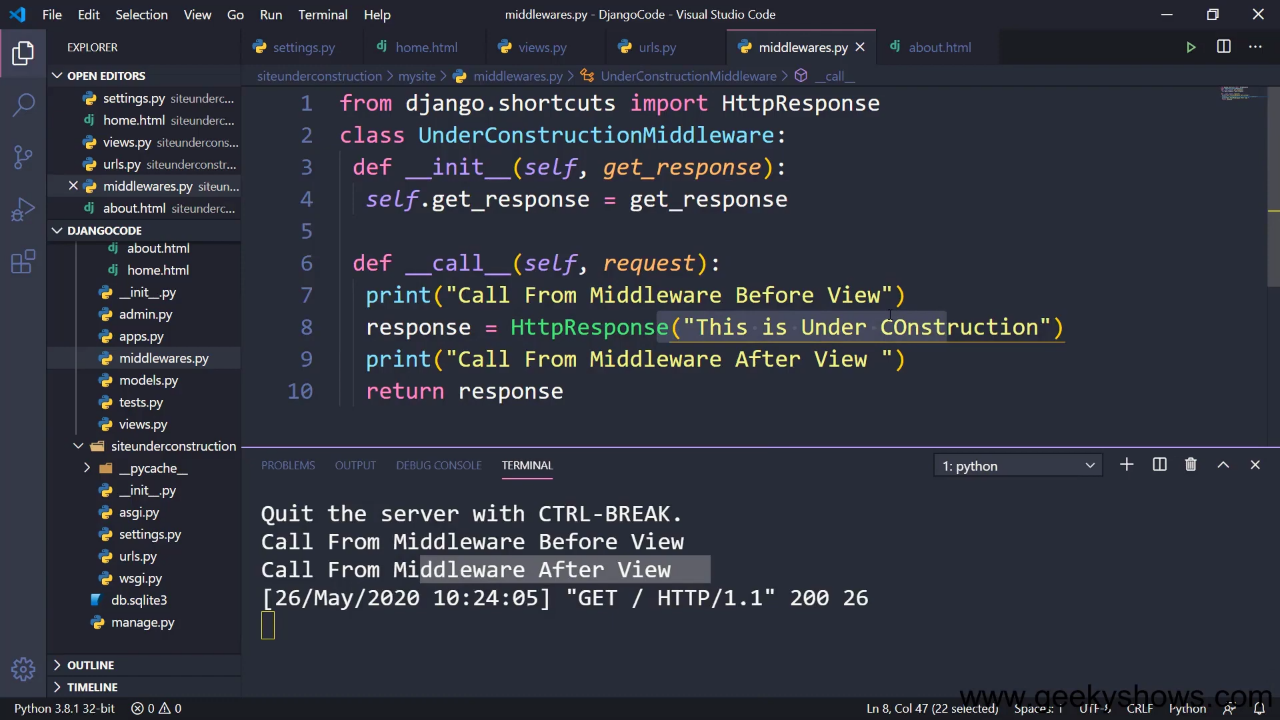 File Edit Selection View Go Run Terminal Help
middlewares.py - DjangoCode - Visual Studio Code
EXPLORER
settings.py home.html views.py urls.py middlewares.py about.html
OPEN EDITORS
siteunderconstruction > mysite > middlewares.py > UnderConstructionMiddleware > __call__
settings.py siteunderc...
home.html siteunderc...
views.py situndercons...
urls.py siteunderconstr...
middlewares.py siteun...
about.html siteunderc...
DJANGOCODE
about.html
home.html
__init__.py
admin.py
apps.py
middlewares.py
models.py
tests.py
views.py
siteunderconstruction
__pycache__
__init__.py
asgi.py
settings.py
urls.py
wsgi.py
db.sqlite3
manage.py
OUTLINE
TIMELINE
1 from django.shortcuts import HttpResponse
2 class UnderConstructionMiddleware:
3 def __init__(self, get_response):
4 self.get_response = get_response
5
6 def __call__(self, request):
7 print("Call From Middleware Before View")
8 response = HttpResponse("This is Under COnstruction")
9 print("Call From Middleware After View ")
10 return response
PROBLEMS OUTPUT DEBUG CONSOLE TERMINAL 1: python
Quit the server with CTRL-BREAK.
Call From Middleware Before View
Call From Middleware After View
[26/May/2020 10:24:05] "GET / HTTP/1.1" 200 26
www.geekyshows.com
Python 3.8.1 32-bit 0 0 Ln 8, Col 47 (22 selected) Spaces: 1 UTF-8 CRLF Python